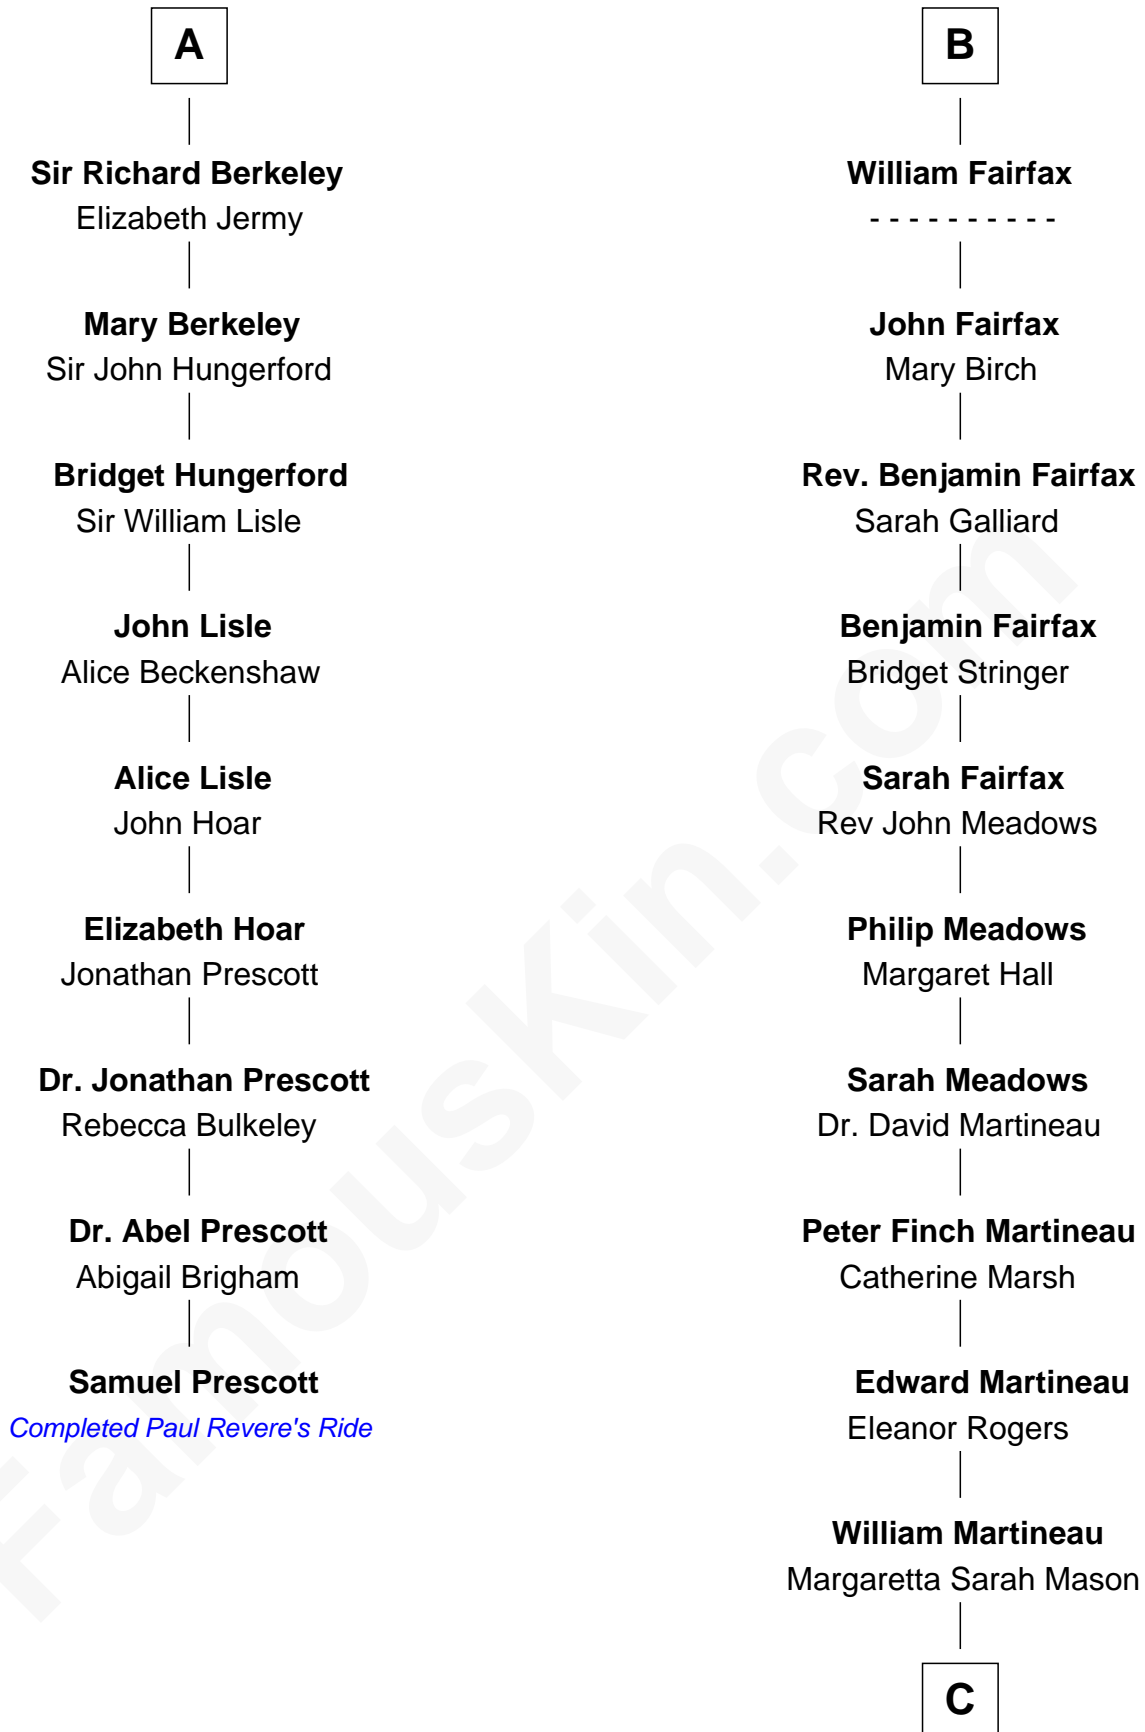 A
Sir Richard Berkeley
Elizabeth Jermy
Mary Berkeley
Sir John Hungerford
Bridget Hungerford
Sir William Lisle
John Lisle
Alice Beckenshaw
Alice Lisle
John Hoar
Elizabeth Hoar
Jonathan Prescott
Dr. Jonathan Prescott
Rebecca Bulkeley
Dr. Abel Prescott
Abigail Brigham
Samuel Prescott
Completed Paul Revere's Ride
B
William Fairfax
- - - - - - - - - -
John Fairfax
Mary Birch
Rev. Benjamin Fairfax
Sarah Galliard
Benjamin Fairfax
Bridget Stringer
Sarah Fairfax
Rev John Meadows
Philip Meadows
Margaret Hall
Sarah Meadows
Dr. David Martineau
Peter Finch Martineau
Catherine Marsh
Edward Martineau
Eleanor Rogers
William Martineau
Margaretta Sarah Mason
C
FamousKin.com